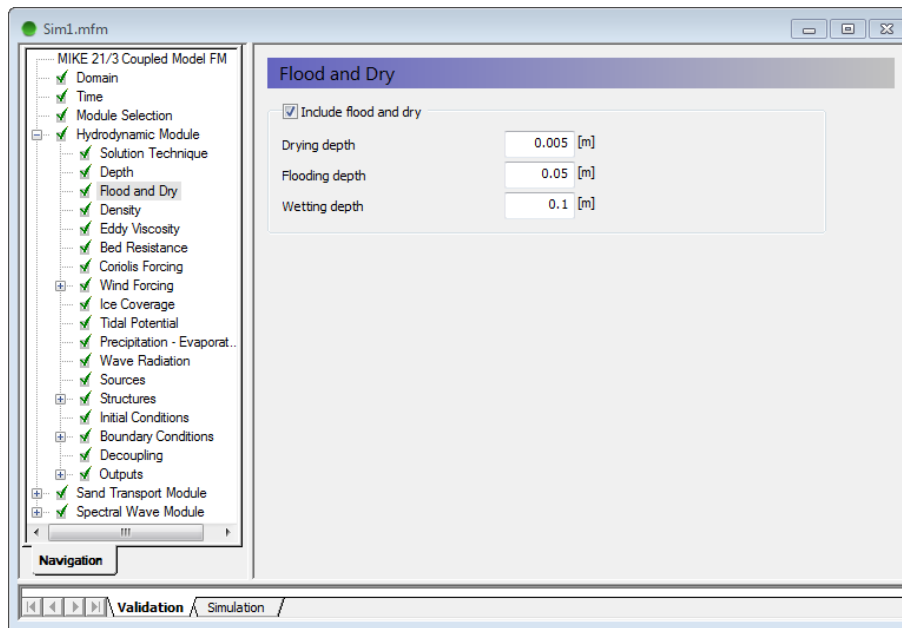 Sim1.mfm
MIKE 21/3 Coupled Model FM
Domain
Time
Module Selection
Hydrodynamic Module
Solution Technique
Depth
Flood and Dry
Density
Eddy Viscosity
Bed Resistance
Coriolis Forcing
Wind Forcing
Ice Coverage
Tidal Potential
Precipitation - Evaporat..
Wave Radiation
Sources
Structures
Initial Conditions
Boundary Conditions
Decoupling
Outputs
Sand Transport Module
Spectral Wave Module
Navigation
Flood and Dry
Include flood and dry
Drying depth 0.005 [m]
Flooding depth 0.05 [m]
Wetting depth 0.1 [m]
Validation Simulation